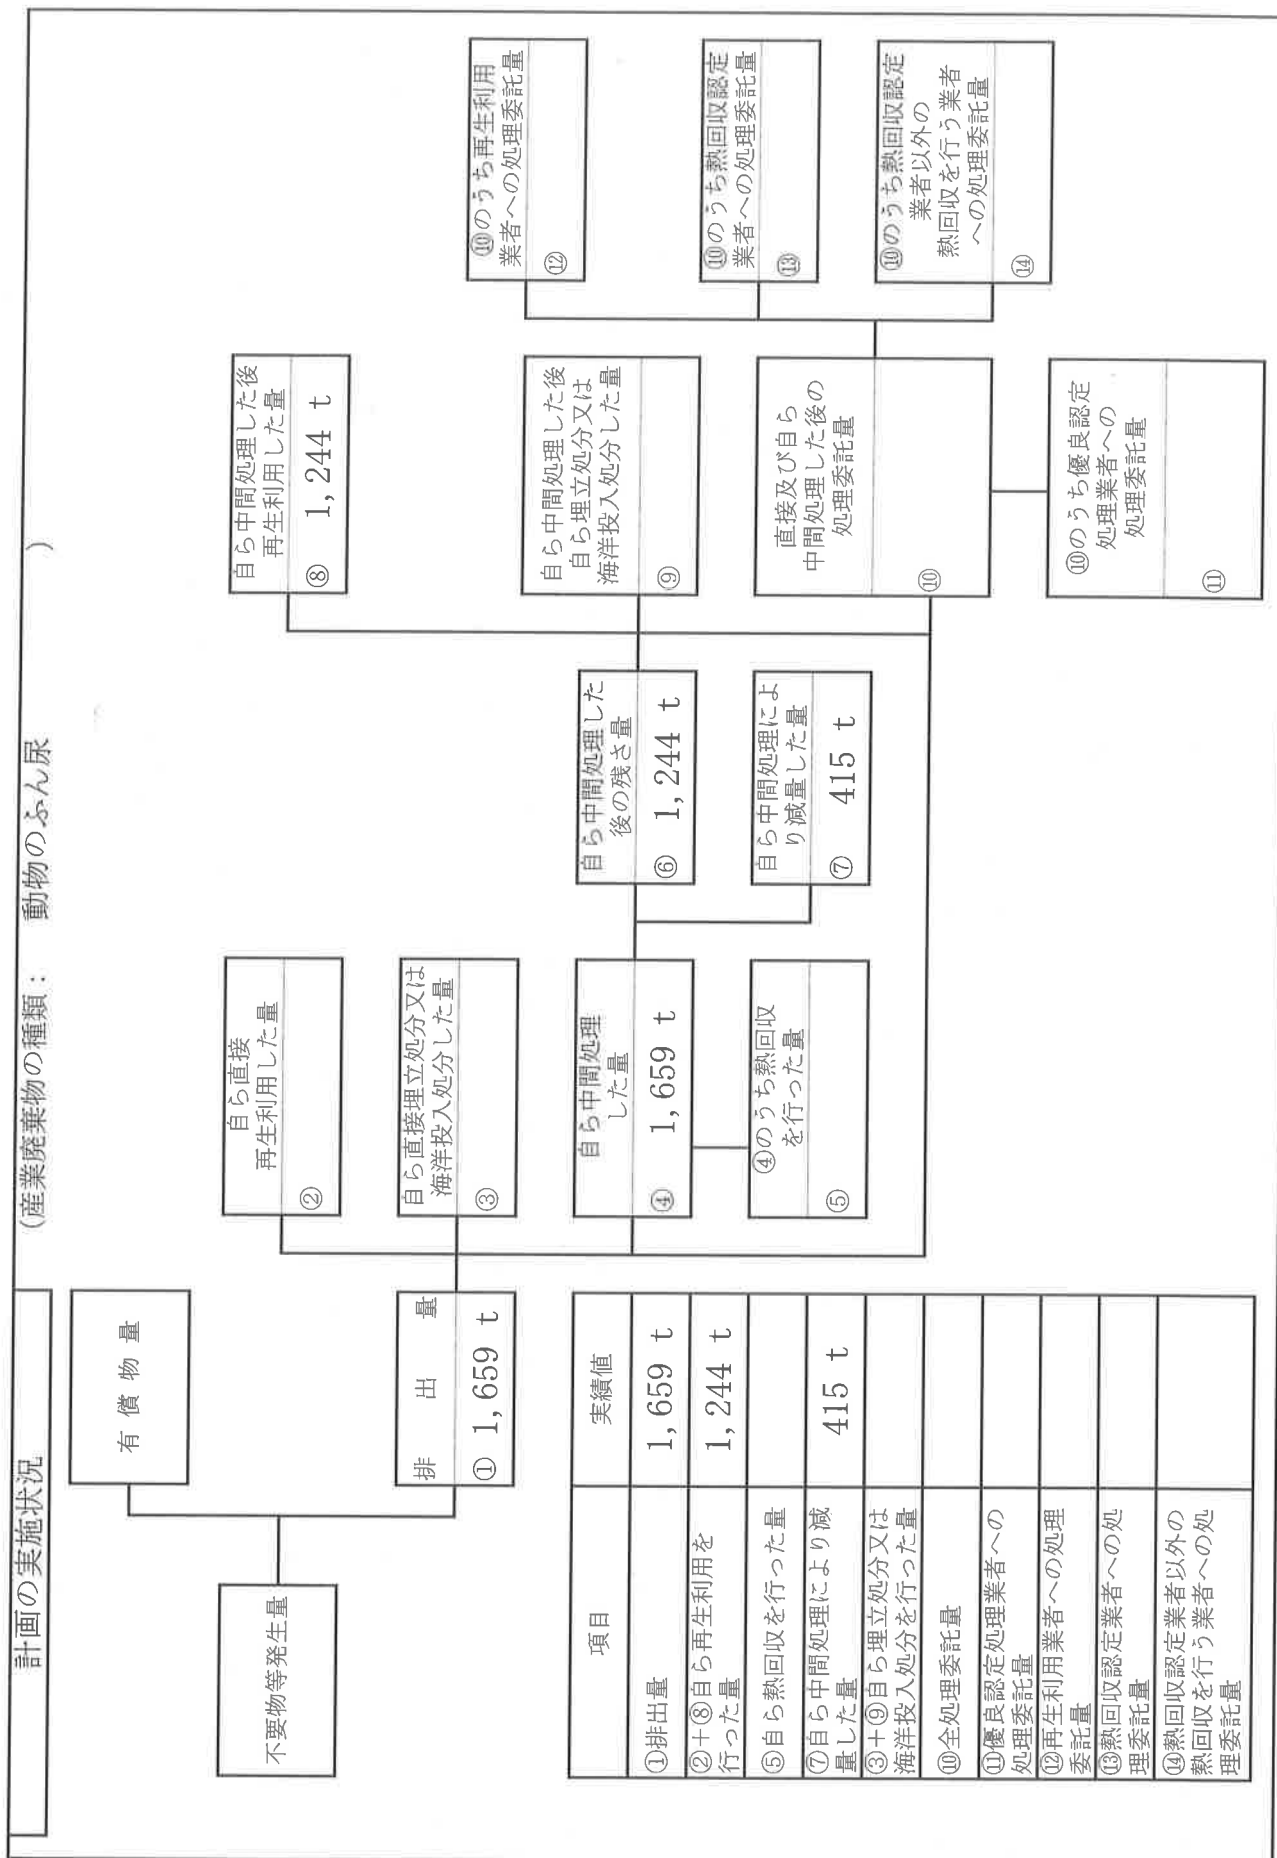 計画の実施状況
(産業廃棄物の種類： 動物のふん尿 )
有償物量
不要物等発生量
排出量
① 1,659 t
自ら直接
再生利用した量
②
自ら直接埋立処分又は
海洋投入処分した量
③
自ら中間処理
した量
④ 1,659 t
④のうち熱回収
を行った量
⑤
自ら中間処理した
後の残さ量
⑥ 1,244 t
自ら中間処理によ
り減量した量
⑦ 415 t
自ら中間処理した後
再生利用した量
⑧ 1,244 t
自ら中間処理した後
自ら埋立処分又は
海洋投入処分した量
⑨
直接及び自ら
中間処理した後の
処理委託量
⑩
⑩のうち優良認定
処理業者への
処理委託量
⑪
⑩のうち再生利用
業者への処理委託量
⑫
⑩のうち熱回収認定
業者への処理委託量
⑬
⑩のうち熱回収認定
業者以外の
熱回収を行う業者
への処理委託量
⑭
項目 実績値
①排出量 1,659 t
②+⑧自ら再生利用を
行った量 1,244 t
⑤自ら熱回収を行った量
⑦自ら中間処理により減
量した量 415 t
③+⑨自ら埋立処分又は
海洋投入処分を行った量
⑩全処理委託量
⑪優良認定処理業者への
処理委託量
⑫再生利用業者への処理
委託量
⑬熱回収認定業者への処
理委託量
⑭熱回収認定業者以外の
熱回収を行う業者への処
理委託量